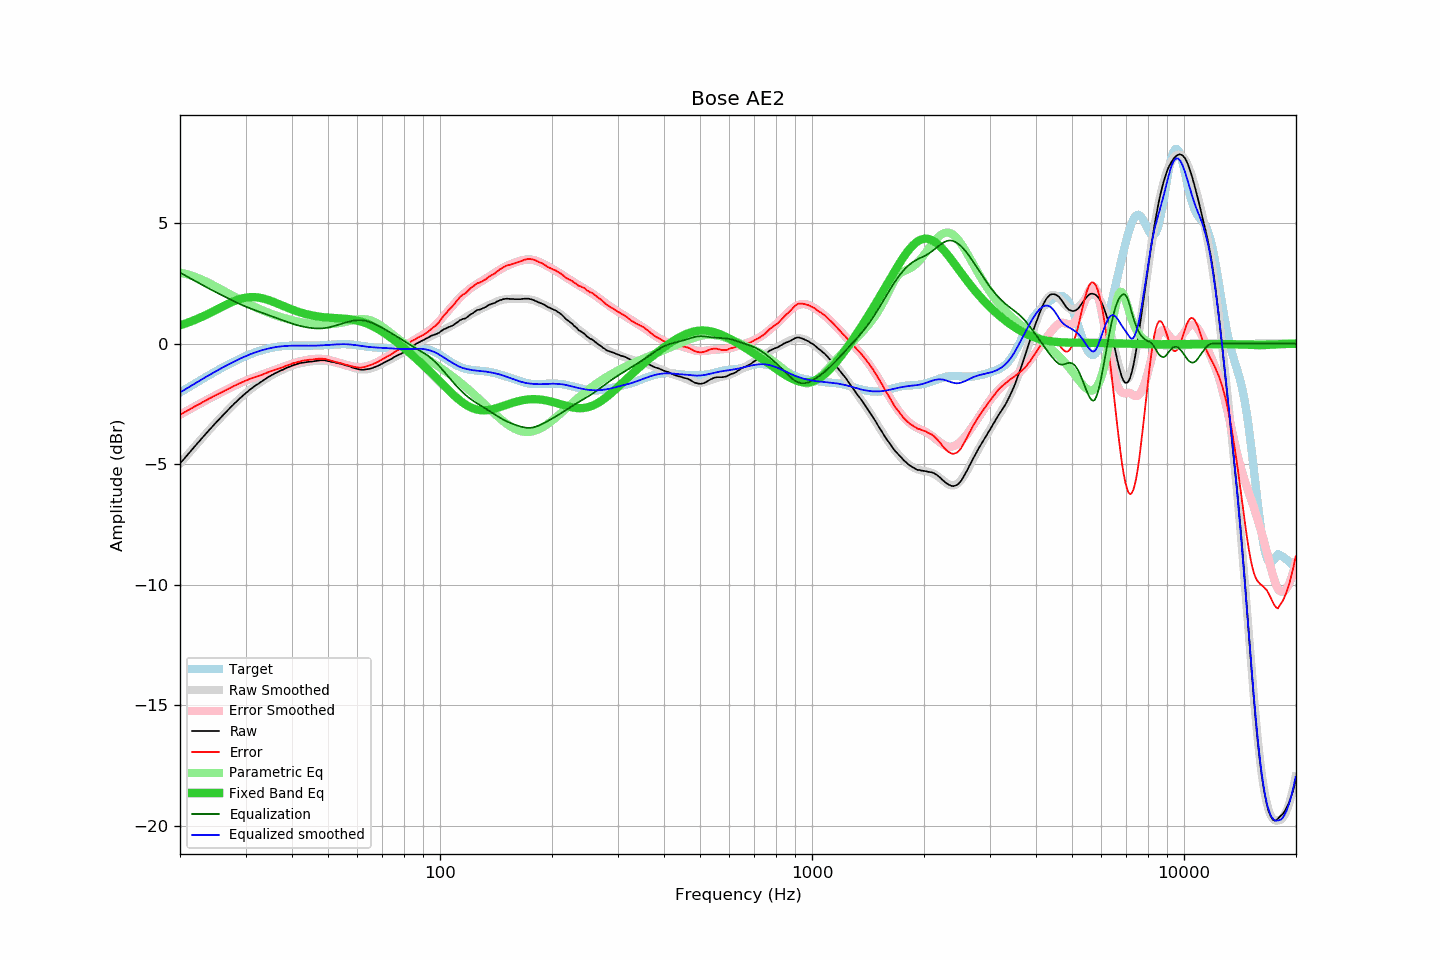 Bose AE2
5
0
−5
−10
−15
−20
Amplitude (dBr)
Target
Raw Smoothed
Error Smoothed
Raw
Error
Parametric Eq
Fixed Band Eq
Equalization
Equalized smoothed
100 1000 10000
Frequency (Hz)